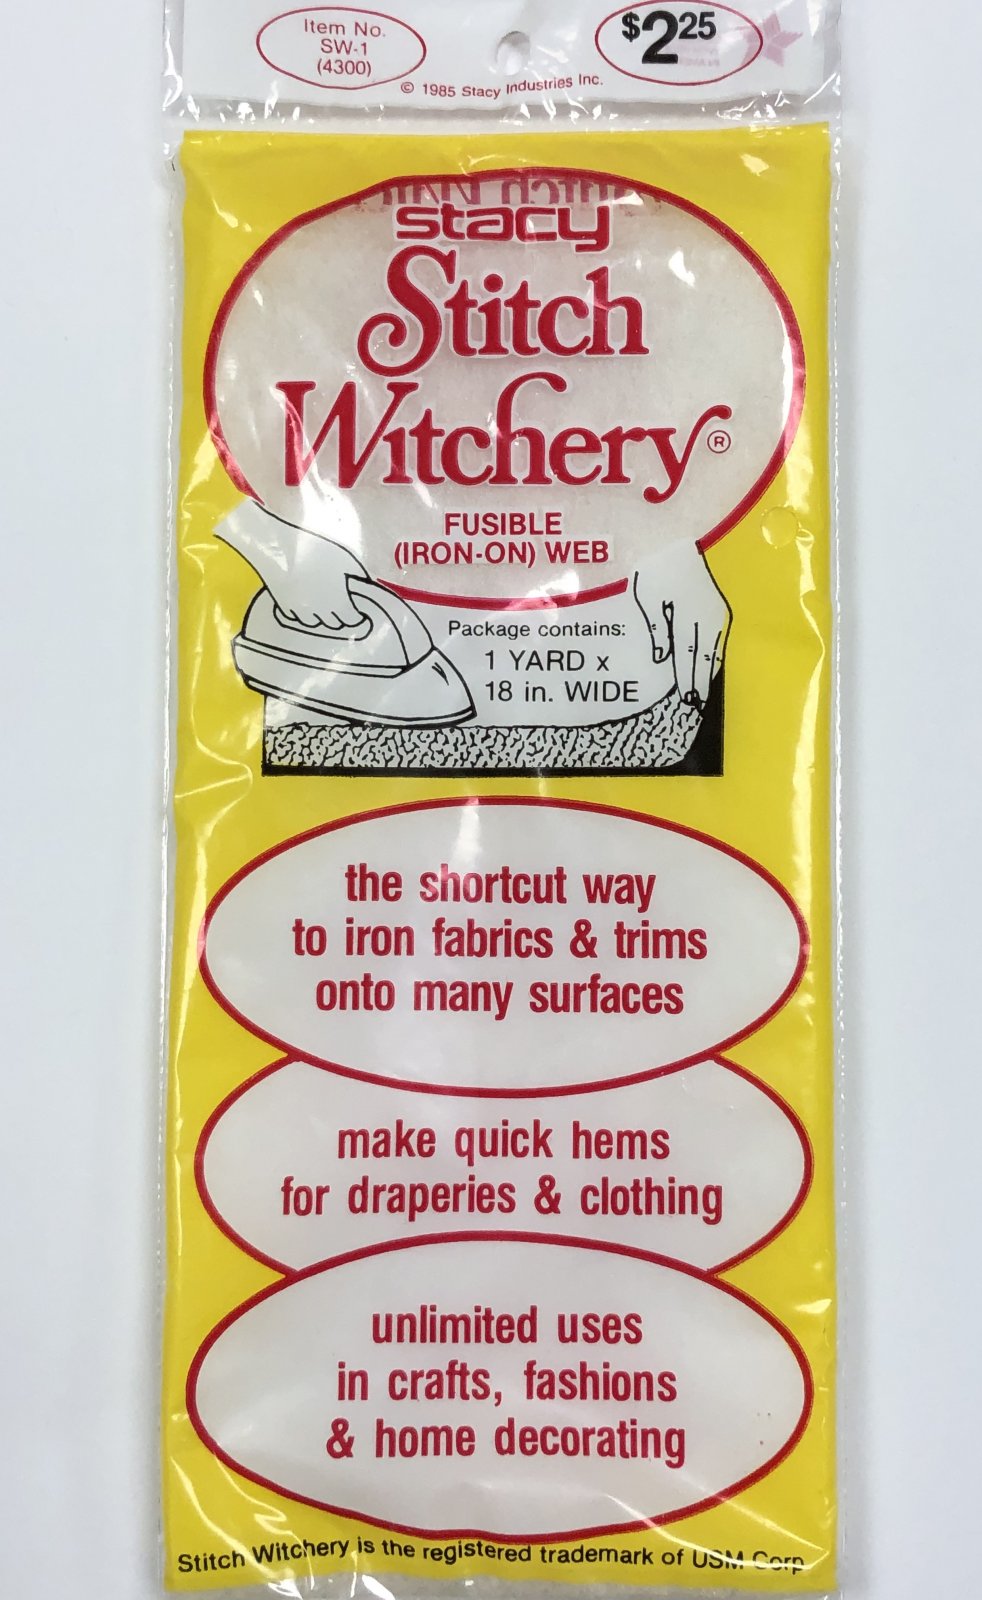 Item No.
SW-1
(4300)
$2.25
© 1985 Stacy Industries Inc.
stacy
Stitch
Witchery®
FUSIBLE
(IRON-ON) WEB
Package contains:
1 YARD x
18 in. WIDE
the shortcut way
to iron fabrics & trims
onto many surfaces
make quick hems
for draperies & clothing
unlimited uses
in crafts, fashions
& home decorating
Stitch Witchery is the registered trademark of USM Corp.